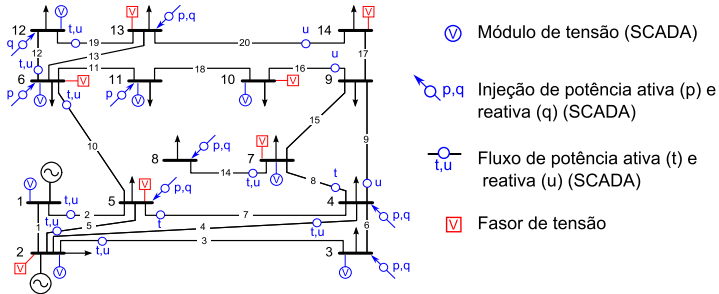 12 V t,u 13 V p,q 14 V
q 19 20 u
12 13 17
t,u 11 18 16 u
6 V 11 10 V 9
p V t,u p V V
10 15 9
8 p,q V 7
14 t,u V 8 t u
V 1 t,u 5 V p,q 4
2 7 t p,q
1 t,u 5 4 t,u 6
2 3 3 p,q
V V V
V Módulo de tensão (SCADA)
p,q Injeção de potência ativa (p) e
reativa (q) (SCADA)
t,u Fluxo de potência ativa (t) e
reativa (u) (SCADA)
V Fasor de tensão